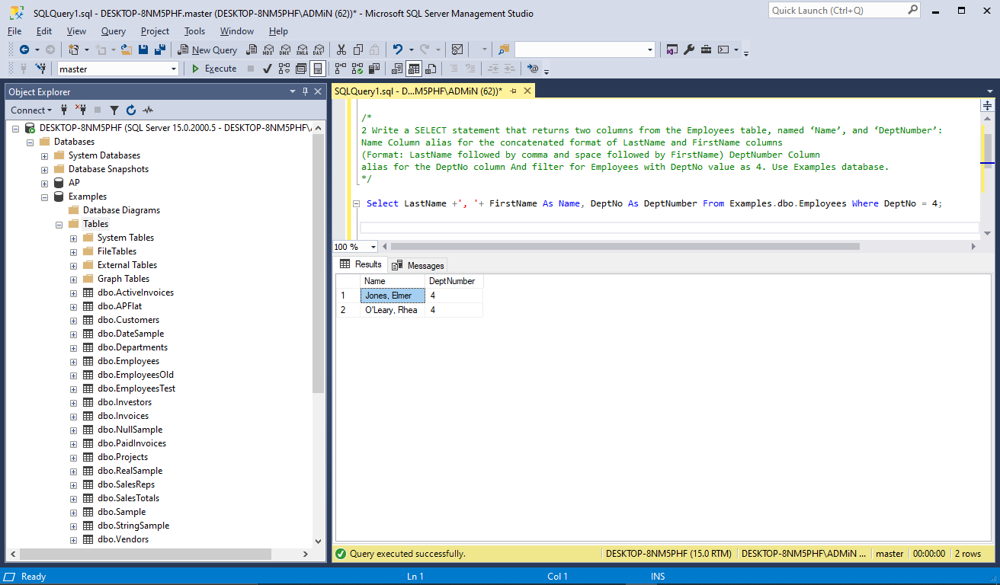 SQLQuery1.sql - DESKTOP-8NM5PHF.master (DESKTOP-8NM5PHF\ADMiN (62))* - Microsoft SQL Server Management Studio
Quick Launch (Ctrl+Q)
File Edit View Query Project Tools Window Help
New Query MDX DMX XMLA DAX
master Execute
Object Explorer
Connect
DESKTOP-8NM5PHF (SQL Server 15.0.2000.5 - DESKTOP-8NM5PHF\
Databases
System Databases
Database Snapshots
AP
Examples
Database Diagrams
Tables
System Tables
FileTables
External Tables
Graph Tables
dbo.ActiveInvoices
dbo.APFlat
dbo.Customers
dbo.DateSample
dbo.Departments
dbo.Employees
dbo.EmployeesOld
dbo.EmployeesTest
dbo.Investors
dbo.Invoices
dbo.NullSample
dbo.PaidInvoices
dbo.Projects
dbo.RealSample
dbo.SalesReps
dbo.SalesTotals
dbo.Sample
dbo.StringSample
dbo.Vendors
SQLQuery1.sql - D...M5PHF\ADMiN (62))*
/*
2 Write a SELECT statement that returns two columns from the Employees table, named ‘Name’, and ‘DeptNumber’:
Name Column alias for the concatenated format of LastName and FirstName columns
(Format: LastName followed by comma and space followed by FirstName) DeptNumber Column
alias for the DeptNo column And filter for Employees with DeptNo value as 4. Use Examples database.
*/
Select LastName +', '+ FirstName As Name, DeptNo As DeptNumber From Examples.dbo.Employees Where DeptNo = 4;
100 %
Results Messages
Name DeptNumber
1 Jones, Elmer 4
2 O'Leary, Rhea 4
Query executed successfully. DESKTOP-8NM5PHF (15.0 RTM) DESKTOP-8NM5PHF\ADMiN ... master 00:00:00 2 rows
Ready Ln 1 Col 1 INS